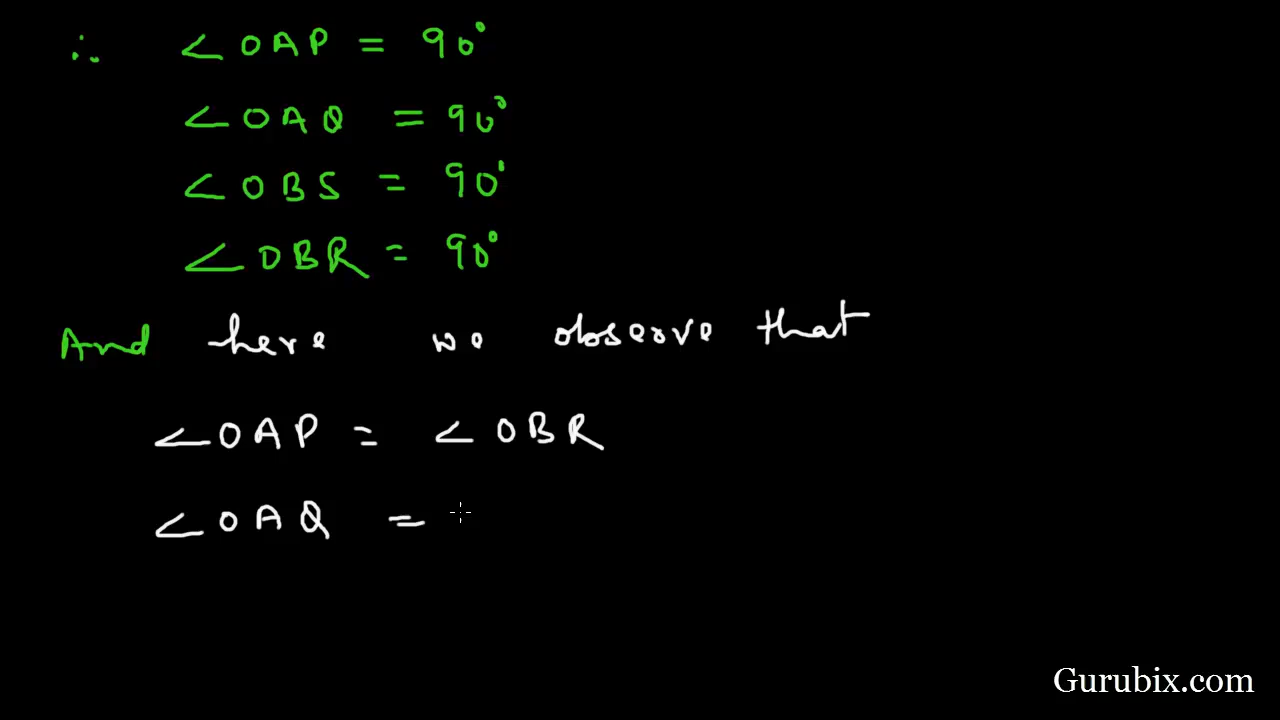 ∴ ∠OAP = 90°
∠OAQ = 90°
∠OBS = 90°
∠OBR = 90°
And here we observe that
∠OAP = ∠OBR
∠OAQ =
Gurubix.com